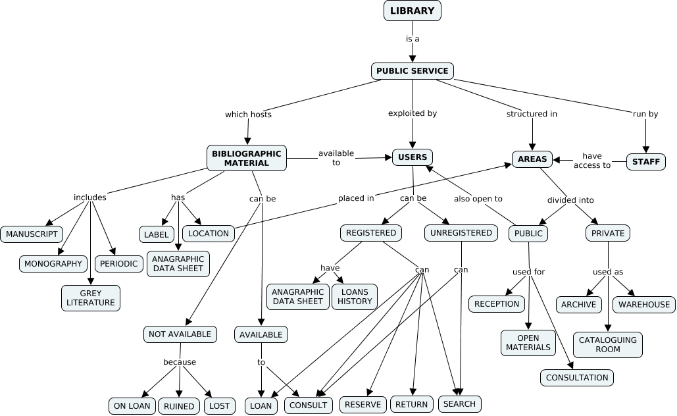 LIBRARY
is a
PUBLIC SERVICE
which hosts
exploited by
structured in
run by
BIBLIOGRAPHIC
MATERIAL
available
to
USERS
AREAS
have
access to
STAFF
includes
has
can be
placed in
can be
also open to
divided into
MANUSCRIPT
LABEL
LOCATION
REGISTERED
UNREGISTERED
PUBLIC
PRIVATE
MONOGRAPHY
PERIODIC
ANAGRAPHIC
DATA SHEET
have
can
can
used for
used as
GREY
LITERATURE
ANAGRAPHIC
DATA SHEET
LOANS
HISTORY
RECEPTION
ARCHIVE
WAREHOUSE
NOT AVAILABLE
AVAILABLE
OPEN
MATERIALS
CATALOGUING
ROOM
because
to
CONSULTATION
ON LOAN
RUINED
LOST
LOAN
CONSULT
RESERVE
RETURN
SEARCH